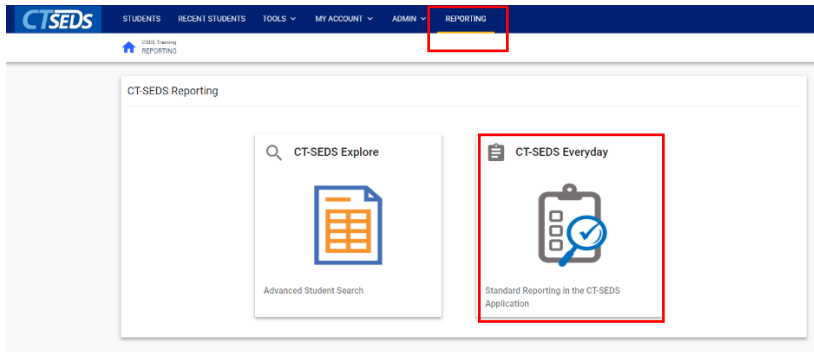 CTSEDS
STUDENTS RECENT STUDENTS TOOLS MY ACCOUNT ADMIN REPORTING
CSDE Training
REPORTING
CT-SEDS Reporting
CT-SEDS Explore
Advanced Student Search
CT-SEDS Everyday
Standard Reporting in the CT-SEDS
Application